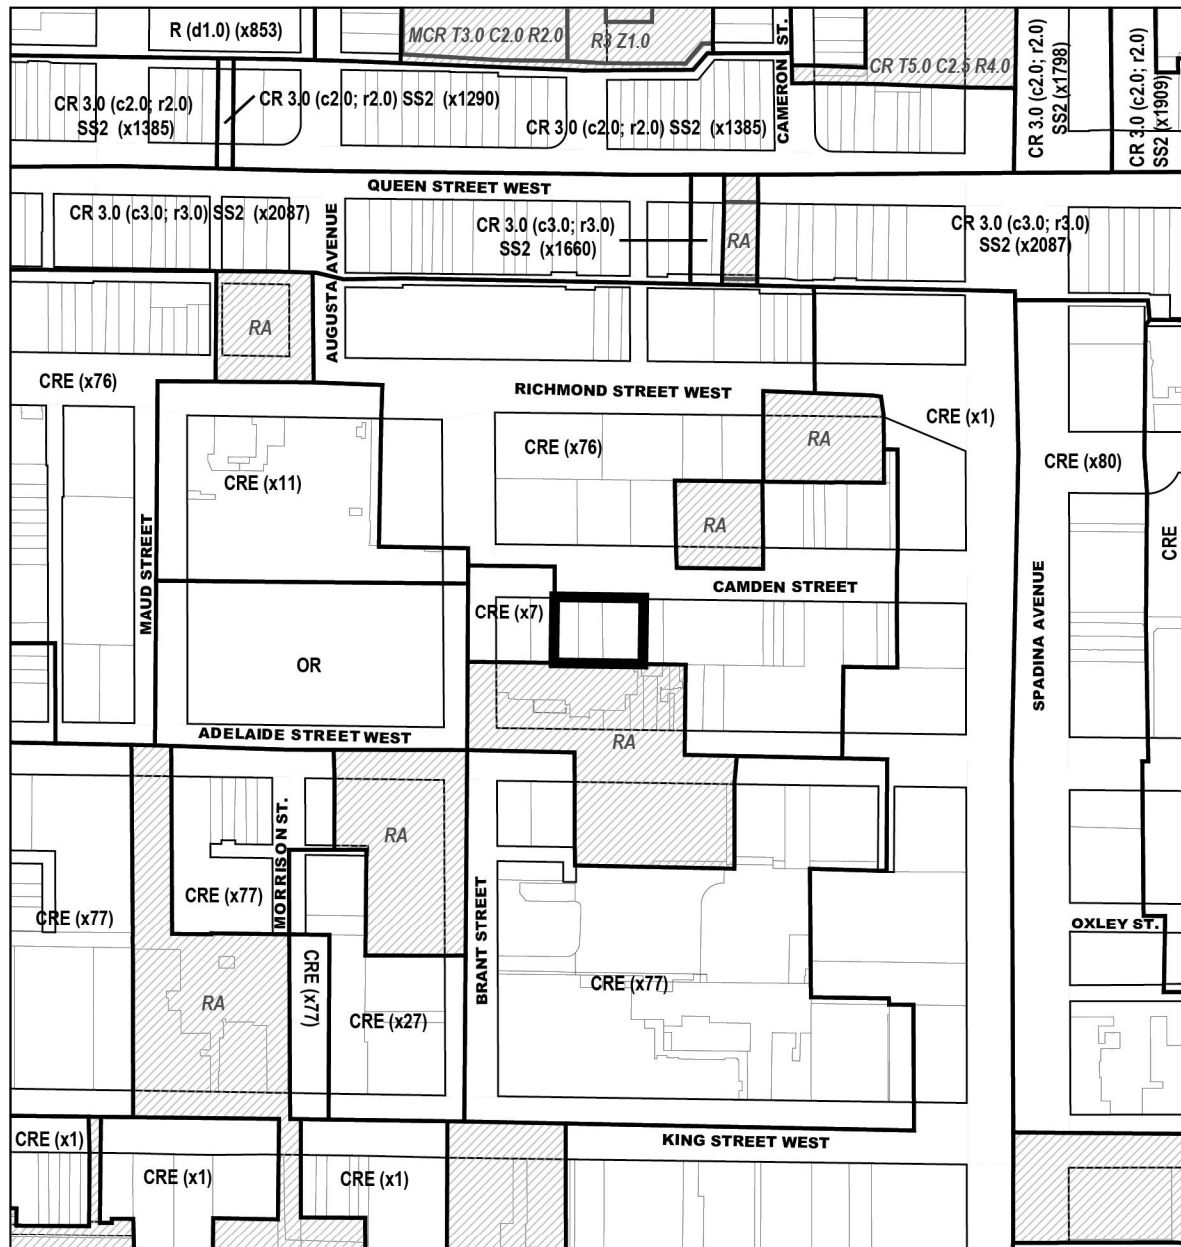 R (d1.0) (x853)
MCR T3.0 C2.0 R2.0
R3 Z1.0
CAMERON ST.
CR T5.0 C2.5 R4.0
CR 3.0 (c2.0; r2.0)
SS2 (x1798)
CR 3.0 (c2.0; r2.0)
SS2 (x1909)
CR 3.0 (c2.0; r2.0)
SS2 (x1385)
CR 3.0 (c2.0; r2.0) SS2 (x1290)
CR 3.0 (c2.0; r2.0) SS2 (x1385)
QUEEN STREET WEST
CR 3.0 (c3.0; r3.0) SS2 (x2087)
AUGUSTA AVENUE
CR 3.0 (c3.0; r3.0)
SS2 (x1660)
RA
CR 3.0 (c3.0; r3.0)
SS2 (x2087)
RA
CRE (x76)
RICHMOND STREET WEST
CRE (x1)
CRE (x76)
RA
CRE (x80)
CRE (x11)
RA
CRE
MAUD STREET
CAMDEN STREET
CRE (x7)
SPADINA AVENUE
OR
ADELAIDE STREET WEST
RA
MORRISON ST.
RA
CRE (x77)
CRE (x77)
BRANT STREET
OXLEY ST.
CRE (x77)
CRE (x77)
RA
CRE (x27)
CRE (x1)
KING STREET WEST
CRE (x1)
CRE (x1)